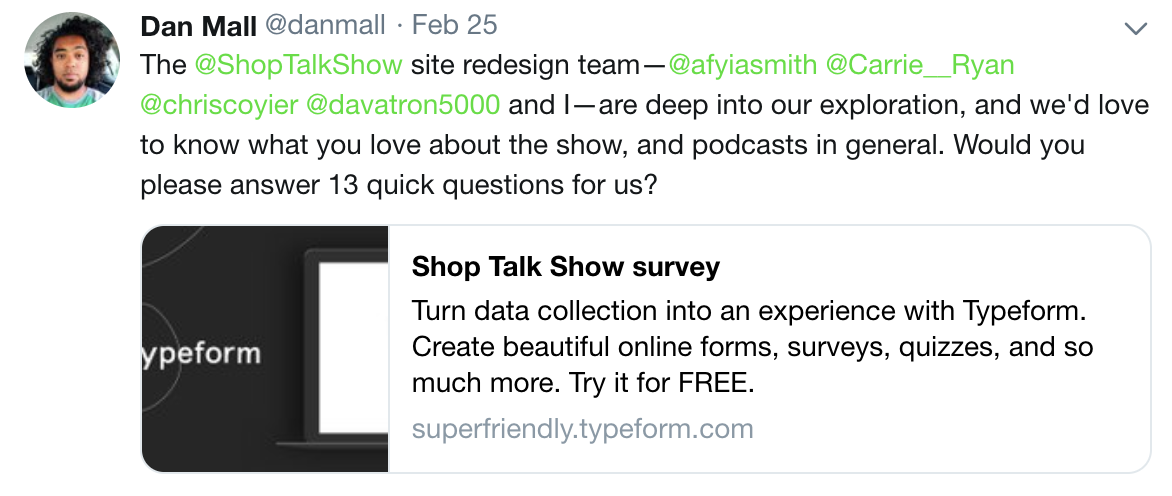 Dan Mall @danmall · Feb 25
The @ShopTalkShow site redesign team—@afyiasmith @Carrie__Ryan
@chriscoyier @davatron5000 and I—are deep into our exploration, and we'd love
to know what you love about the show, and podcasts in general. Would you
please answer 13 quick questions for us?
ypeform
Shop Talk Show survey
Turn data collection into an experience with Typeform.
Create beautiful online forms, surveys, quizzes, and so
much more. Try it for FREE.
superfriendly.typeform.com